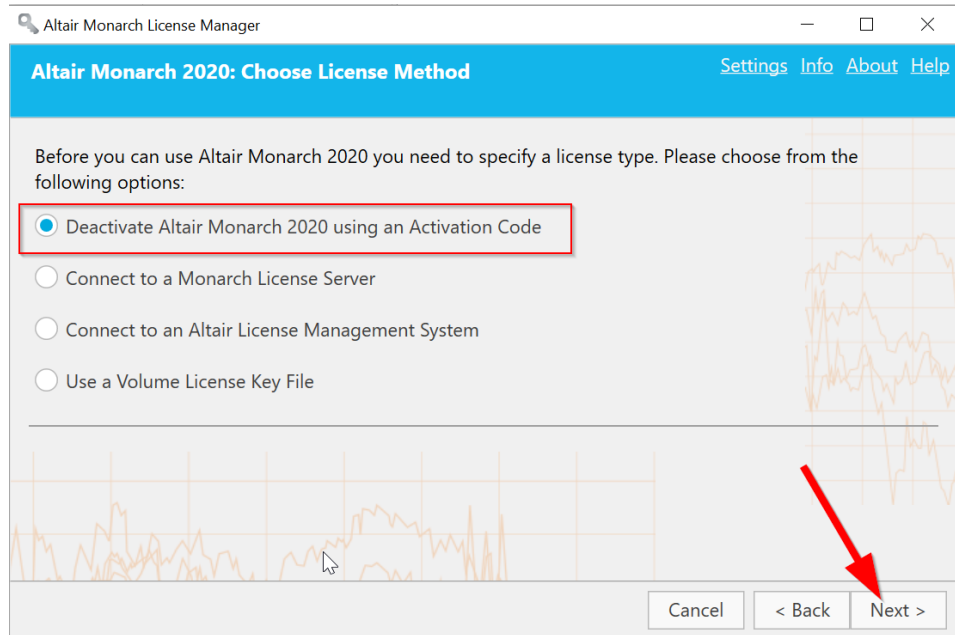 Altair Monarch License Manager
Altair Monarch 2020: Choose License Method
Settings Info About Help
Before you can use Altair Monarch 2020 you need to specify a license type. Please choose from the
following options:
Deactivate Altair Monarch 2020 using an Activation Code
Connect to a Monarch License Server
Connect to an Altair License Management System
Use a Volume License Key File
Cancel < Back Next >